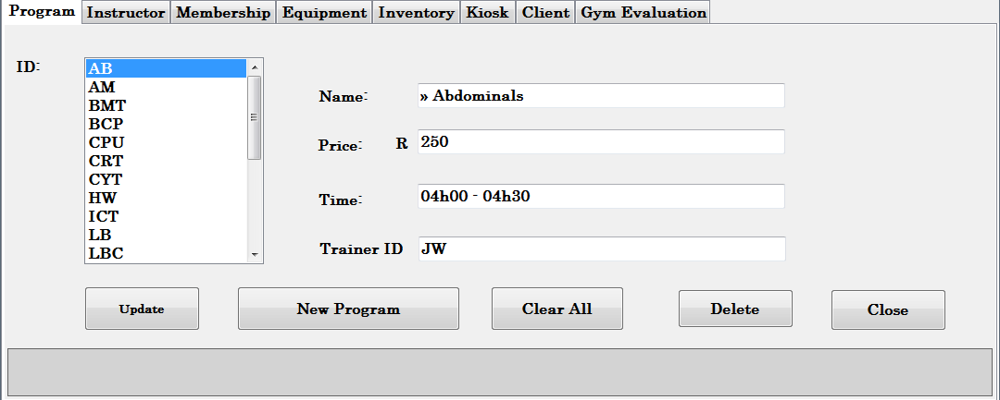 Program Instructor Membership Equipment Inventory Kiosk Client Gym Evaluation
ID:
AB
AM
BMT
BCP
CPU
CRT
CYT
HW
ICT
LB
LBC
Name: » Abdominals
Price: R 250
Time: 04h00 - 04h30
Trainer ID JW
Update New Program Clear All Delete Close